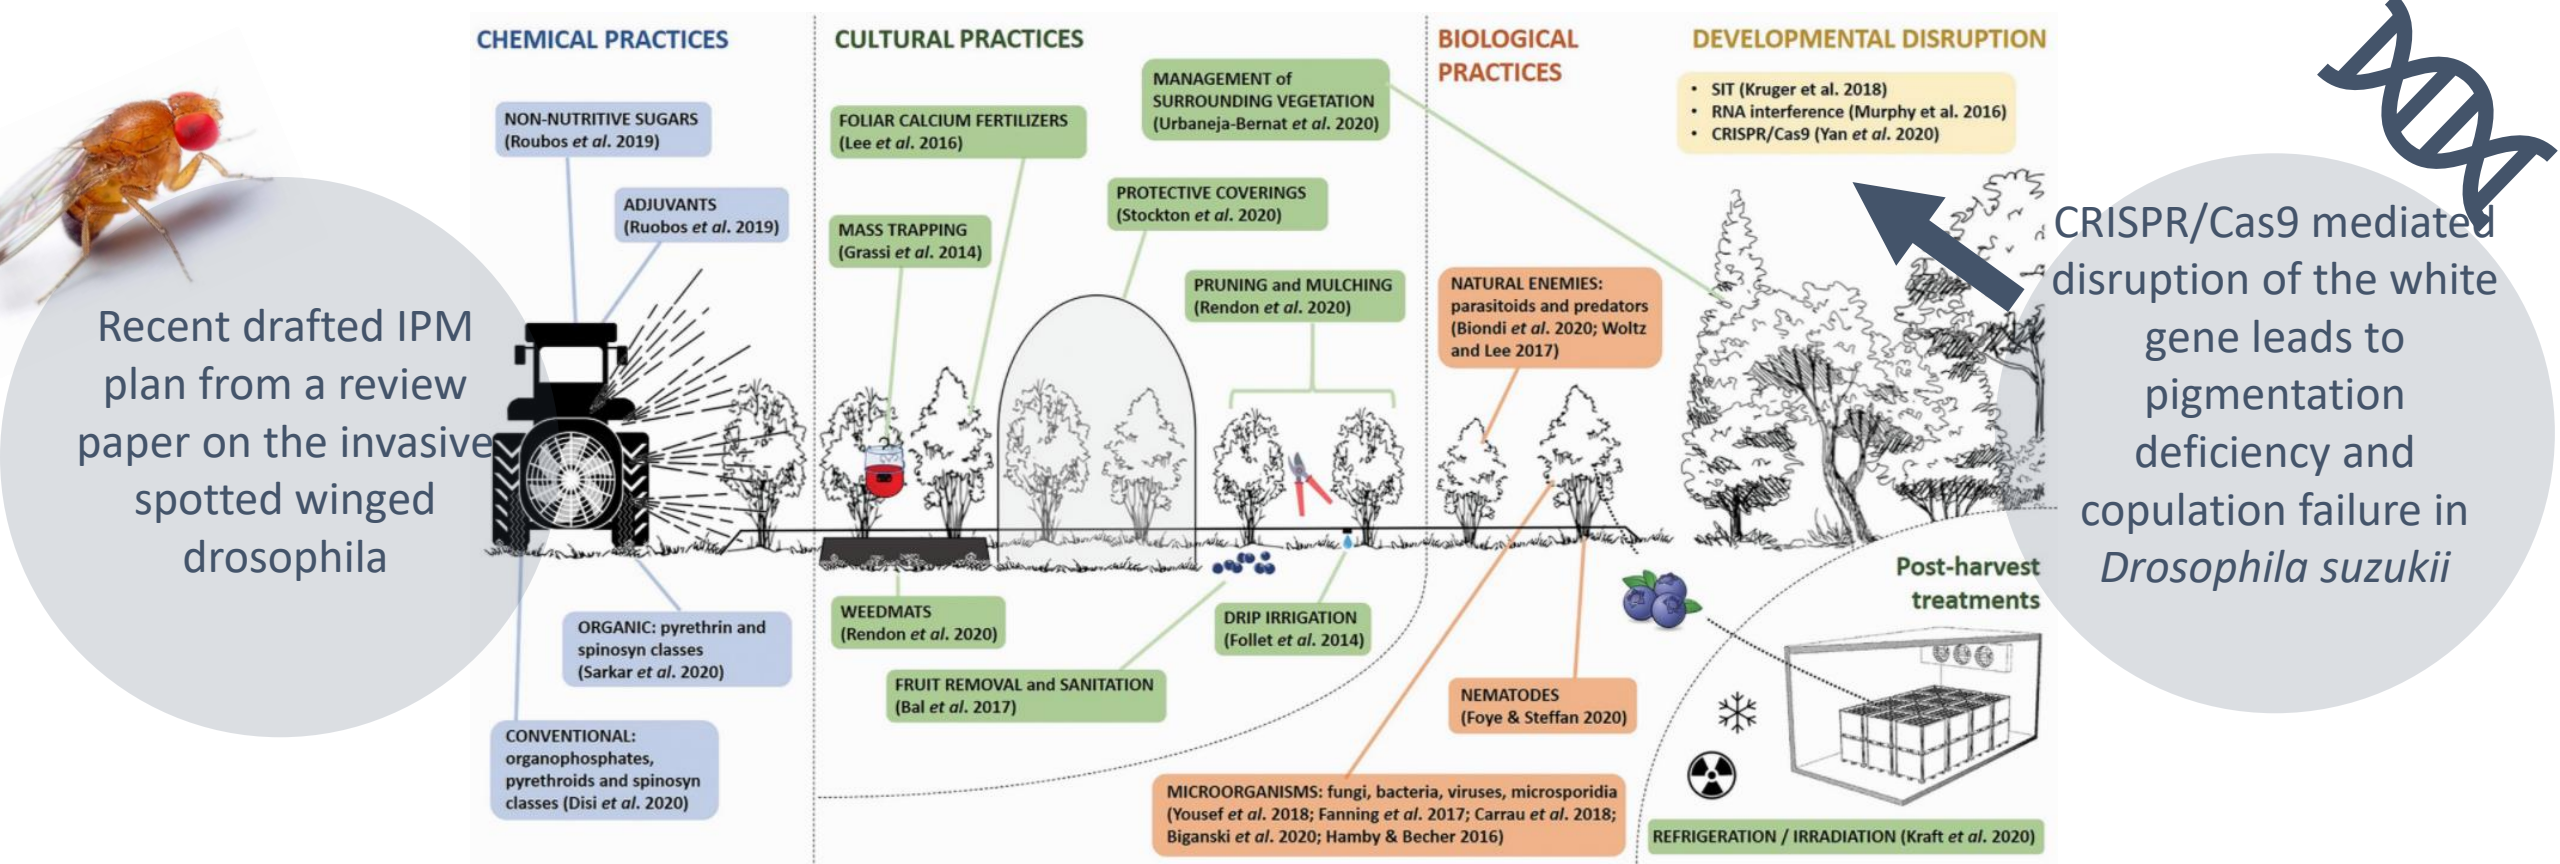 Recent drafted IPM
plan from a review
paper on the invasive
spotted winged
drosophila
CHEMICAL PRACTICES
NON-NUTRITIVE SUGARS
(Roubos et al. 2019)
ADJUVANTS
(Ruobos et al. 2019)
ORGANIC: pyrethrin and
spinosyn classes
(Sarkar et al. 2020)
CONVENTIONAL:
organophosphates,
pyrethroids and spinosyn
classes (Disi et al. 2020)
CULTURAL PRACTICES
FOLIAR CALCIUM FERTILIZERS
(Lee et al. 2016)
MANAGEMENT of
SURROUNDING VEGETATION
(Urbaneja-Bernat et al. 2020)
MASS TRAPPING
(Grassi et al. 2014)
PROTECTIVE COVERINGS
(Stockton et al. 2020)
PRUNING and MULCHING
(Rendon et al. 2020)
WEEDMATS
(Rendon et al. 2020)
DRIP IRRIGATION
(Follet et al. 2014)
FRUIT REMOVAL and SANITATION
(Bal et al. 2017)
BIOLOGICAL
PRACTICES
NATURAL ENEMIES:
parasitoids and predators
(Biondi et al. 2020; Woltz
and Lee 2017)
NEMATODES
(Foye & Steffan 2020)
MICROORGANISMS: fungi, bacteria, viruses, microsporidia
(Yousef et al. 2018; Fanning et al. 2017; Carrau et al. 2018;
Biganski et al. 2020; Hamby & Becher 2016)
DEVELOPMENTAL DISRUPTION
• SIT (Kruger et al. 2018)
• RNA interference (Murphy et al. 2016)
• CRISPR/Cas9 (Yan et al. 2020)
Post-harvest
treatments
REFRIGERATION / IRRADIATION (Kraft et al. 2020)
CRISPR/Cas9 mediated
disruption of the white
gene leads to
pigmentation
deficiency and
copulation failure in
Drosophila suzukii